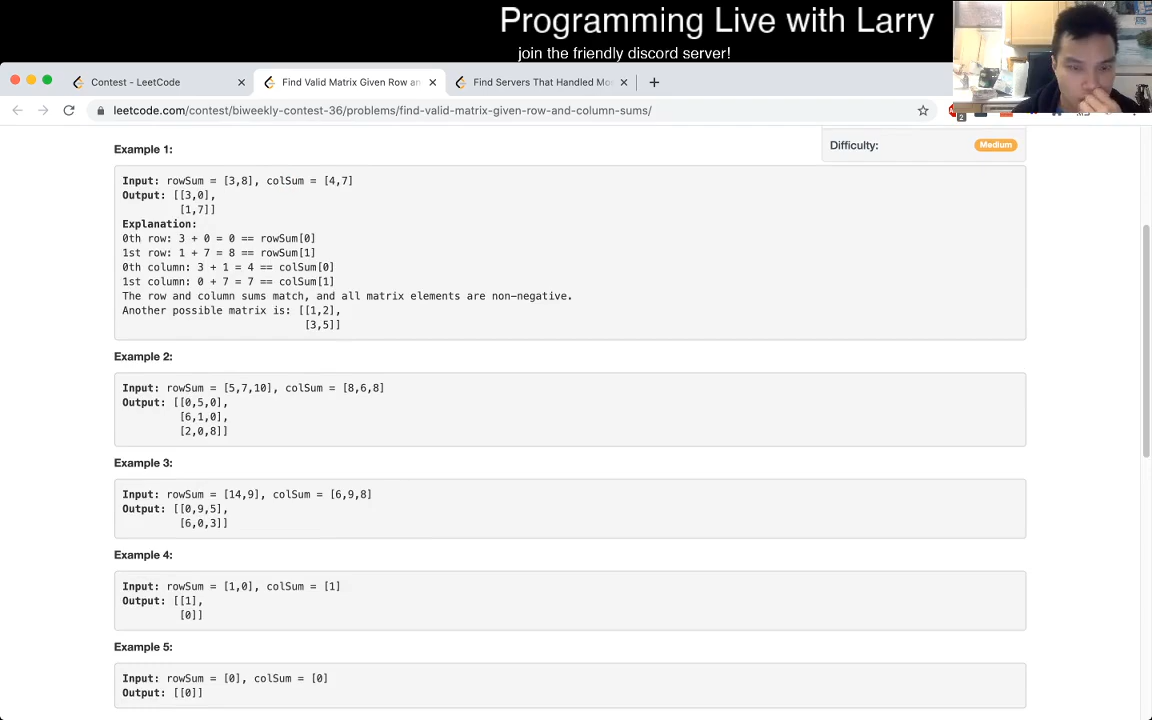 Programming Live with Larry
join the friendly discord server!
Contest - LeetCode
Find Valid Matrix Given Row an
Find Servers That Handled Mo
leetcode.com/contest/biweekly-contest-36/problems/find-valid-matrix-given-row-and-column-sums/
2
Example 1:
Difficulty:
Medium
Input: rowSum = [3,8], colSum = [4,7]
Output: [[3,0],
[1,7]]
Explanation:
0th row: 3 + 0 = 0 == rowSum[0]
1st row: 1 + 7 = 8 == rowSum[1]
0th column: 3 + 1 = 4 == colSum[0]
1st column: 0 + 7 = 7 == colSum[1]
The row and column sums match, and all matrix elements are non-negative.
Another possible matrix is: [[1,2],
[3,5]]
Example 2:
Input: rowSum = [5,7,10], colSum = [8,6,8]
Output: [[0,5,0],
[6,1,0],
[2,0,8]]
Example 3:
Input: rowSum = [14,9], colSum = [6,9,8]
Output: [[0,9,5],
[6,0,3]]
Example 4:
Input: rowSum = [1,0], colSum = [1]
Output: [[1],
[0]]
Example 5:
Input: rowSum = [0], colSum = [0]
Output: [[0]]